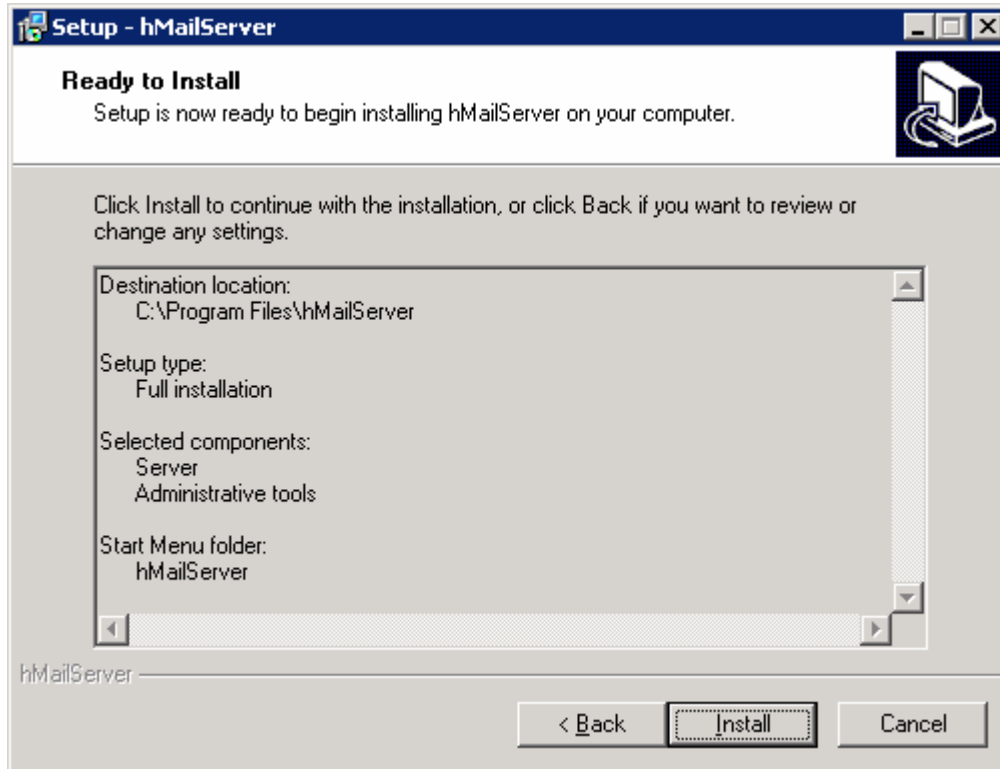 Setup - hMailServer
Ready to Install
Setup is now ready to begin installing hMailServer on your computer.
Click Install to continue with the installation, or click Back if you want to review or
change any settings.
Destination location:
C:\Program Files\hMailServer
Setup type:
Full installation
Selected components:
Server
Administrative tools
Start Menu folder:
hMailServer
hMailServer
< Back
Install
Cancel